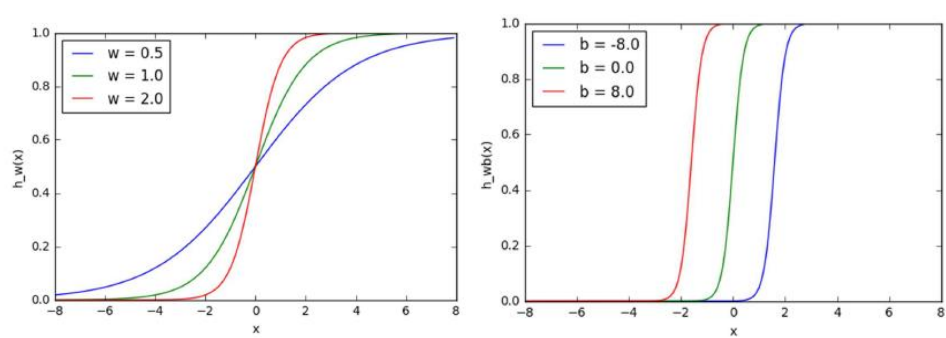 w = 0.5
w = 1.0
w = 2.0
1.0
0.8
0.6
0.4
0.2
0.0
h_w(x)
−8 −6 −4 −2 0 2 4 6 8
x
b = -8.0
b = 0.0
b = 8.0
1.0
0.8
0.6
0.4
0.2
0.0
h_wb(x)
−8 −6 −4 −2 0 2 4 6 8
x